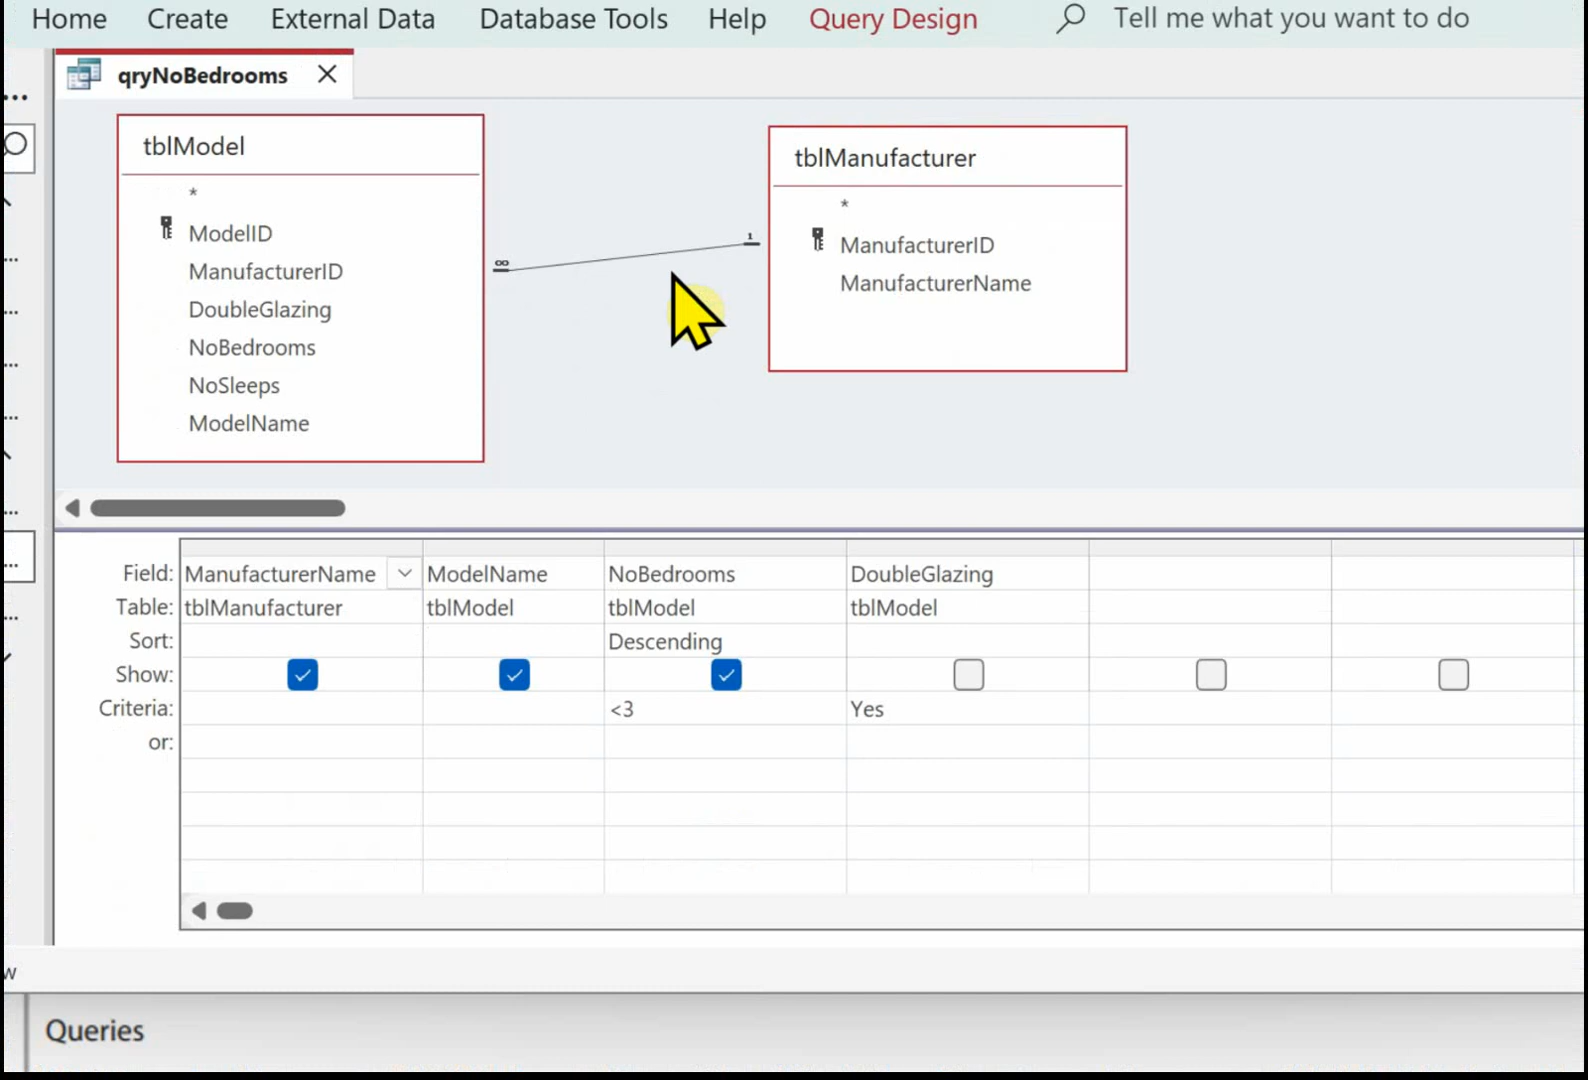 Home Create External Data Database Tools Help Query Design Tell me what you want to do
qryNoBedrooms
tblModel
*
ModelID
ManufacturerID
DoubleGlazing
NoBedrooms
NoSleeps
ModelName
∞
1
tblManufacturer
*
ManufacturerID
ManufacturerName
Field: ManufacturerName ModelName NoBedrooms DoubleGlazing
Table: tblManufacturer tblModel tblModel tblModel
Sort: Descending
Show:
Criteria: <3 Yes
or:
w
Queries